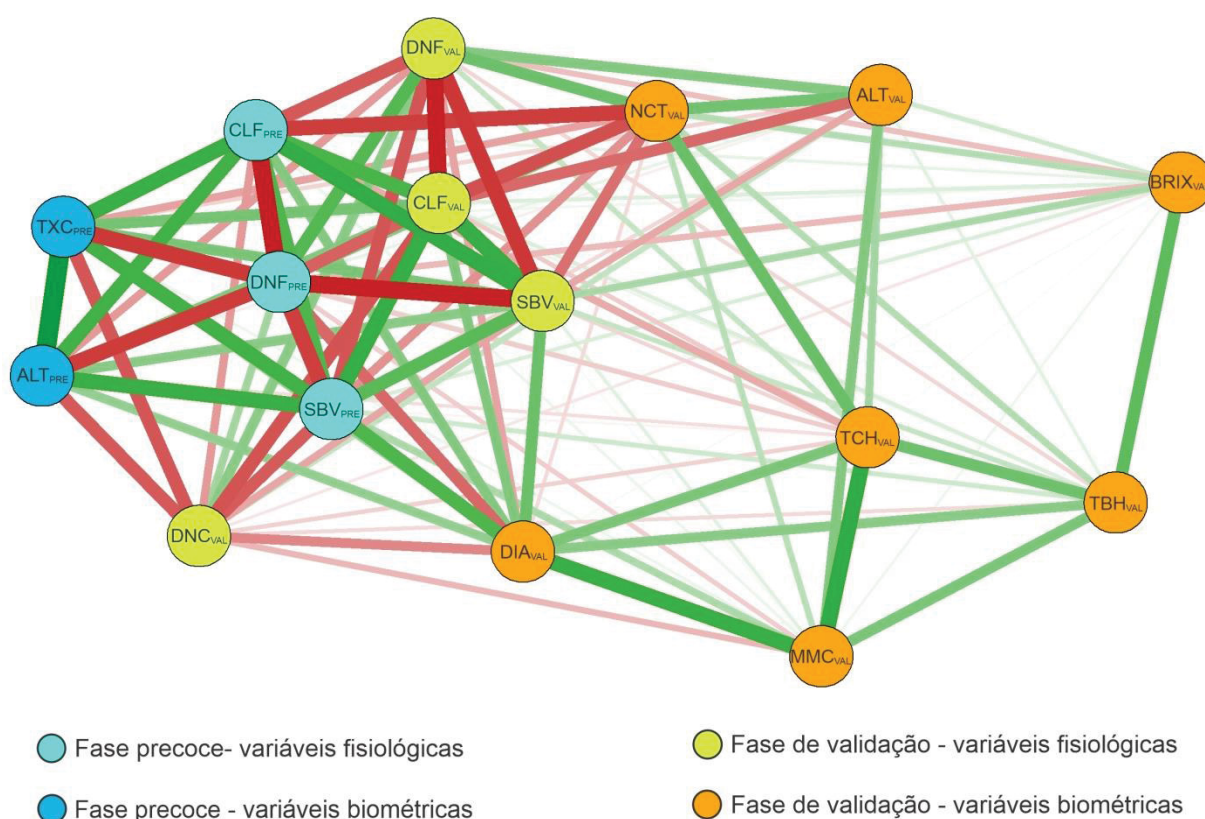 DNFVAL
ALTVAL
NCTVAL
CLFPRE
BRIXVAL
CLFVAL
TXCPRE
DNFPRE
SBVVAL
ALTPRE
SBVPRE
TCHVAL
TBHVAL
DNCVAL
DIAVAL
MMCVAL
Fase precoce- variáveis fisiológicas
Fase de validação - variáveis fisiológicas
Fase precoce - variáveis biométricas
Fase de validação - variáveis biométricas